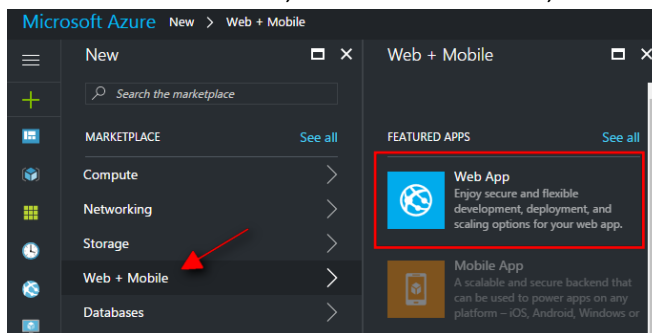 Microsoft Azure New > Web + Mobile
New
Search the marketplace
MARKETPLACE See all
Compute
Networking
Storage
Web + Mobile
Databases
Web + Mobile
FEATURED APPS See all
Web App
Enjoy secure and flexible
development, deployment, and
scaling options for your web app.
Mobile App
A scalable and secure backend that
can be used to power apps on any
platform – iOS, Android, Windows or